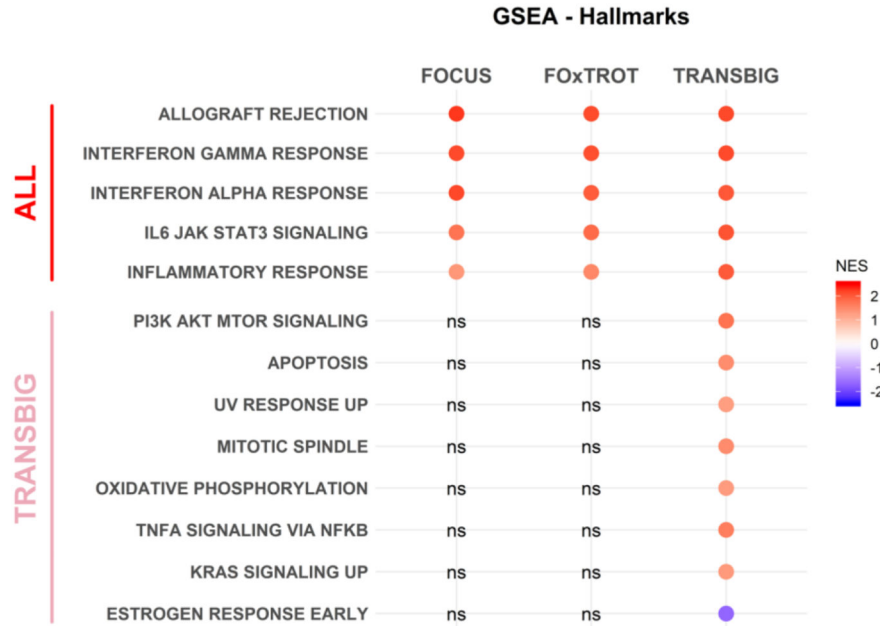 GSEA - Hallmarks
FOCUS FOxTROT TRANSBIG
ALL
ALLOGRAFT REJECTION
INTERFERON GAMMA RESPONSE
INTERFERON ALPHA RESPONSE
IL6 JAK STAT3 SIGNALING
INFLAMMATORY RESPONSE
TRANSBIG
PI3K AKT MTOR SIGNALING ns ns
APOPTOSIS ns ns
UV RESPONSE UP ns ns
MITOTIC SPINDLE ns ns
OXIDATIVE PHOSPHORYLATION ns ns
TNFA SIGNALING VIA NFKB ns ns
KRAS SIGNALING UP ns ns
ESTROGEN RESPONSE EARLY ns ns
NES
2
1
0
-1
-2